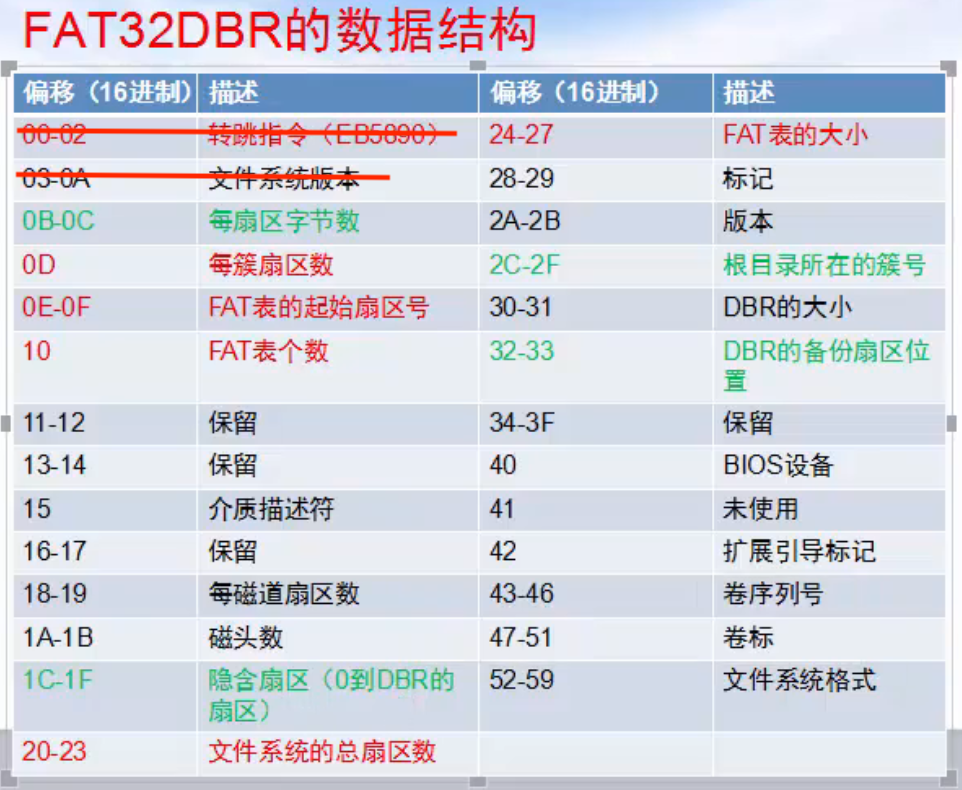 FAT32DBR的数据结构
偏移（16进制） 描述 偏移（16进制） 描述
00-02 转跳指令（EB5890） 24-27 FAT表的大小
03-0A 文件系统版本 28-29 标记
0B-0C 每扇区字节数 2A-2B 版本
0D 每簇扇区数 2C-2F 根目录所在的簇号
0E-0F FAT表的起始扇区号 30-31 DBR的大小
10 FAT表个数 32-33 DBR的备份扇区位
置
11-12 保留 34-3F 保留
13-14 保留 40 BIOS设备
15 介质描述符 41 未使用
16-17 保留 42 扩展引导标记
18-19 每磁道扇区数 43-46 卷序列号
1A-1B 磁头数 47-51 卷标
1C-1F 隐含扇区（0到DBR的 52-59 文件系统格式
扇区）
20-23 文件系统的总扇区数